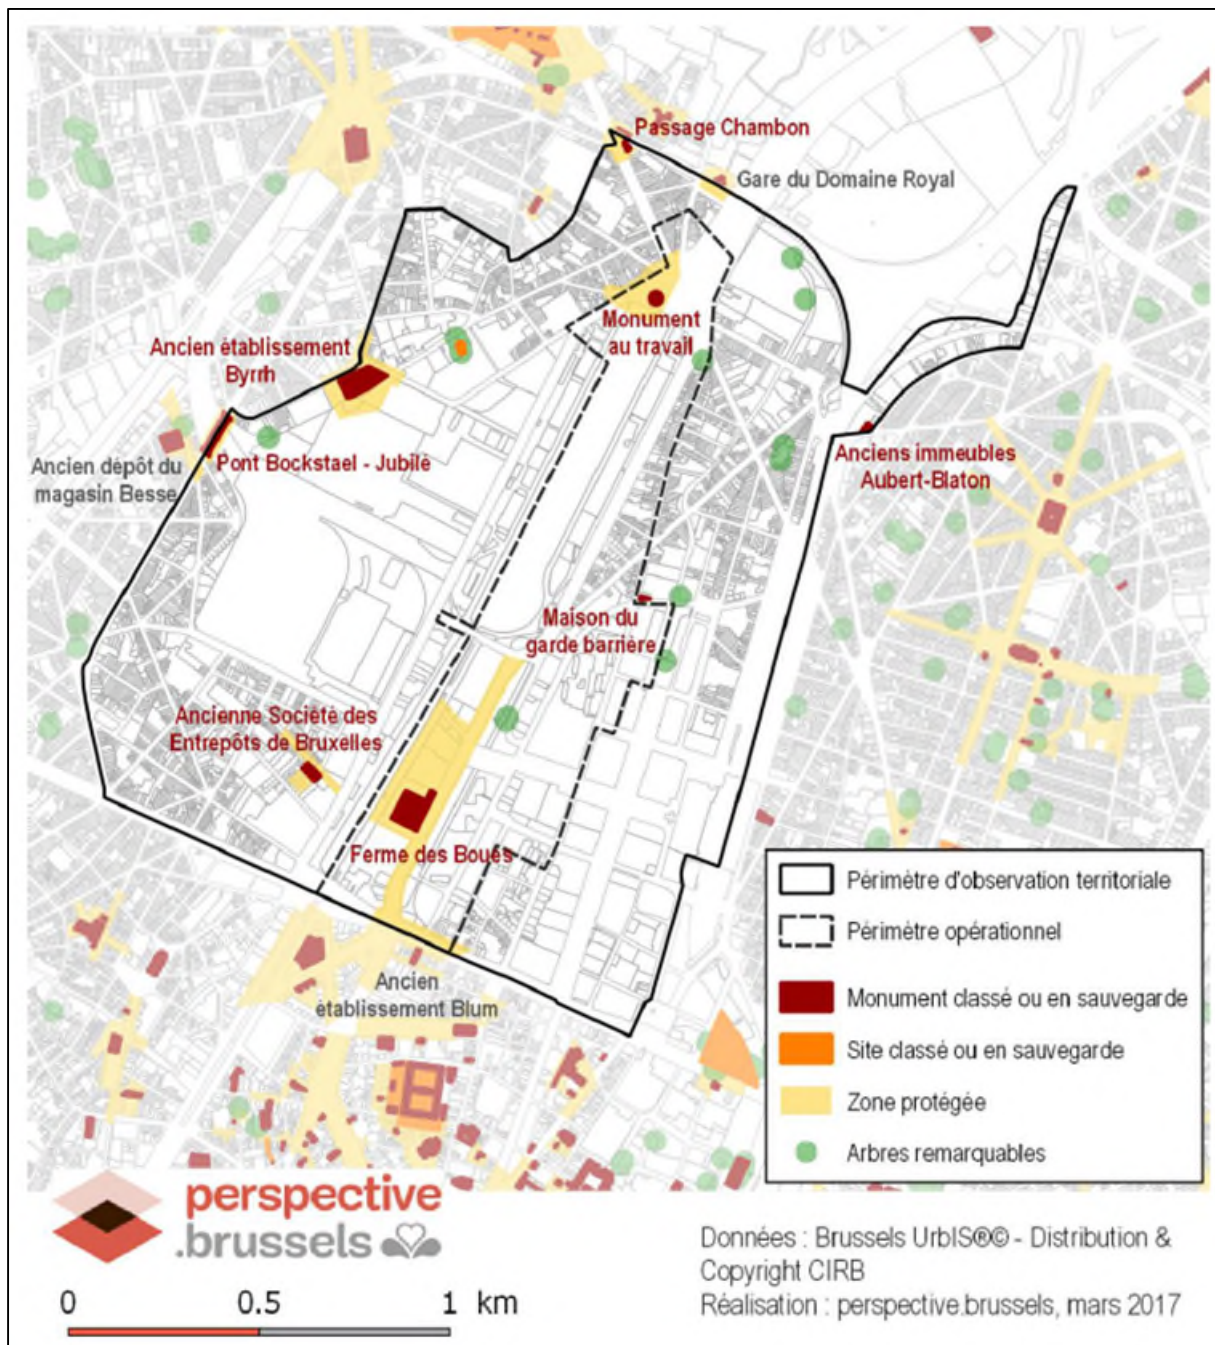 Passage Chambon
Gare du Domaine Royal
Monument
au travail
Ancien établissement
Byrrh
Pont Bockstael - Jubilé
Ancien dépôt du
magasin Besse
Anciens immeubles
Aubert-Blaton
Maison du
garde barrière
Ancienne Société des
Entrepôts de Bruxelles
Ferme des Boues
Ancien
établissement Blum
Périmètre d'observation territoriale
Périmètre opérationnel
Monument classé ou en sauvegarde
Site classé ou en sauvegarde
Zone protégée
Arbres remarquables
perspective
.brussels
0 0.5 1 km
Données : Brussels UrbIS®© - Distribution &
Copyright CIRB
Réalisation : perspective.brussels, mars 2017